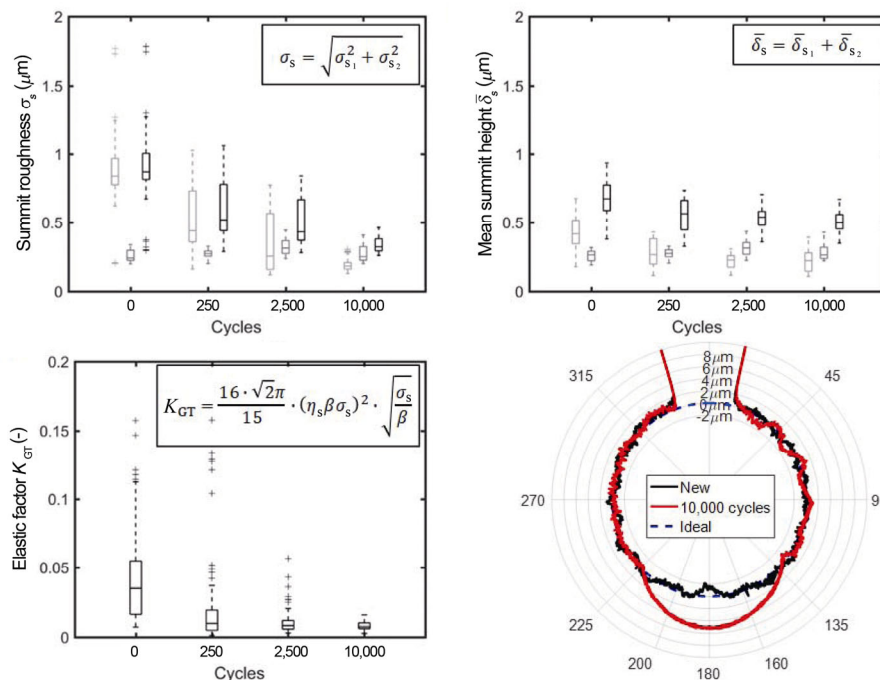 2
1.5
1
0.5
0
Summit roughness σs (μm)
σs = √(σ²s1 + σ²s2)
0 250 2,500 10,000
Cycles
2
1.5
1
0.5
0
Mean summit height δ̄s (μm)
δ̄s = δ̄s1 + δ̄s2
0 250 2,500 10,000
Cycles
0.2
0.15
0.1
0.05
0
Elastic factor KGT(-)
KGT = 16·√2π/15 · (ηsβσs)² · √(σs/β)
0 250 2,500 10,000
Cycles
8μm
6μm
4μm
2μm
0μm
-2μm
315
45
270
9
225
135
200
160
180
New
10,000 cycles
Ideal